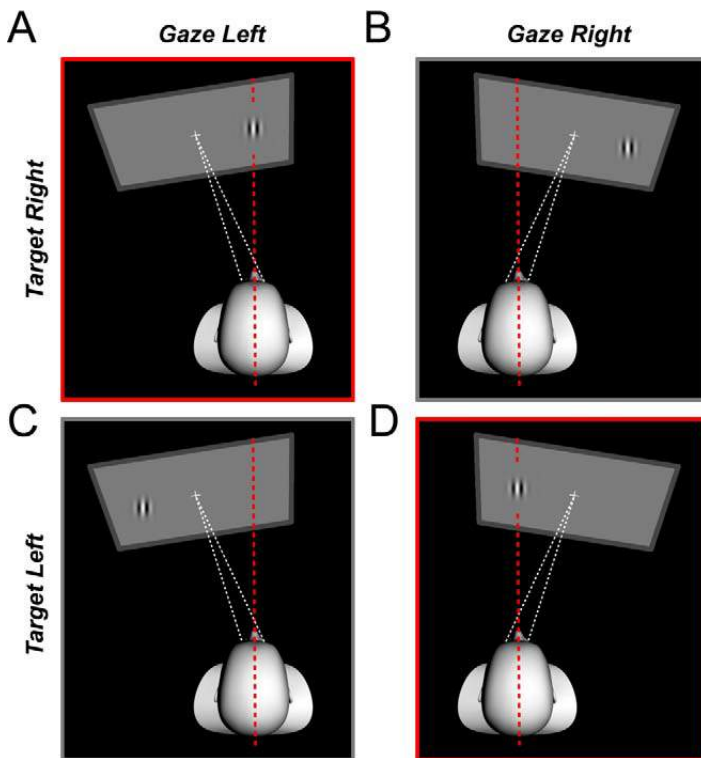 A
Gaze Left
B
Gaze Right
Target Right
C
D
Target Left